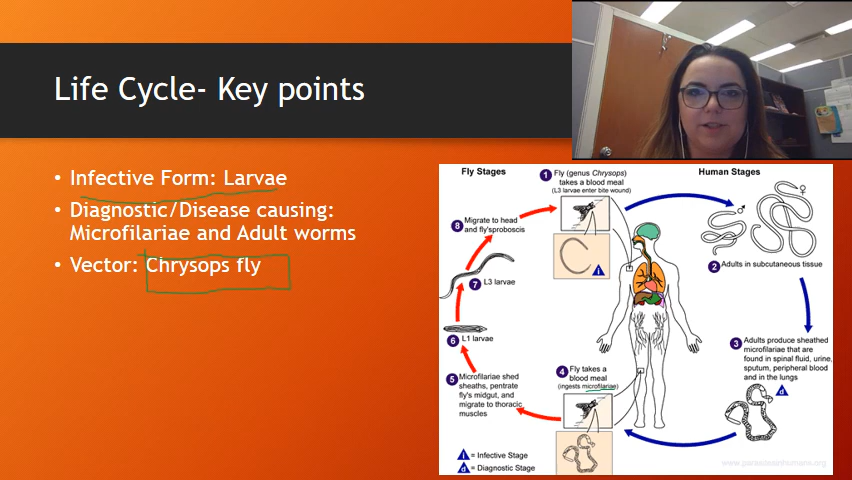 Life Cycle- Key points
• Infective Form: Larvae
• Diagnostic/Disease causing:
Microfilariae and Adult worms
• Vector: Chrysops fly
Fly Stages
Human Stages
1 Fly (genus Chrysops)
takes a blood meal
(L3 larvae enter bite wound)
i
♂
♀
2 Adults in subcutaneous tissue
3 Adults produce sheathed
microfilariae that are
found in spinal fluid, urine,
sputum, peripheral blood
and in the lungs
d
4 Fly takes a
blood meal
(ingests microfilariae)
5 Microfilariae shed
sheaths, pentrate
fly's midgut, and
migrate to thoracic
muscles
6 L1 larvae
7 L3 larvae
8 Migrate to head
and fly'sproboscis
i = Infective Stage
d = Diagnostic Stage